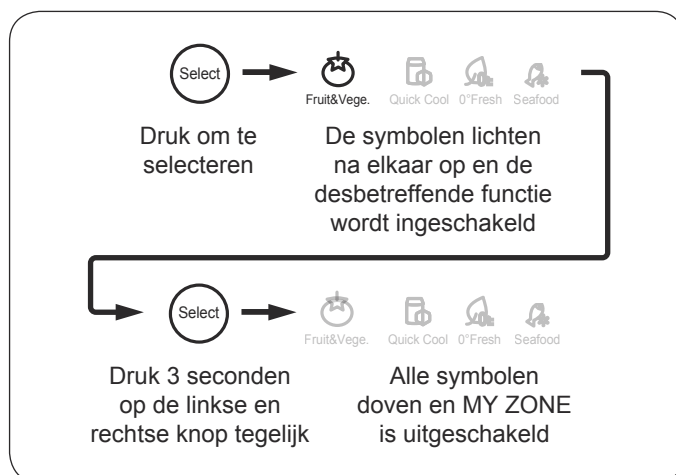 Select
Fruit&Vege. Quick Cool 0°Fresh Seafood
Druk om te
selecteren
De symbolen lichten
na elkaar op en de
desbetreffende functie
wordt ingeschakeld
Select
Fruit&Vege. Quick Cool 0°Fresh Seafood
Druk 3 seconden
op de linkse en
rechtse knop tegelijk
Alle symbolen
doven en MY ZONE
is uitgeschakeld